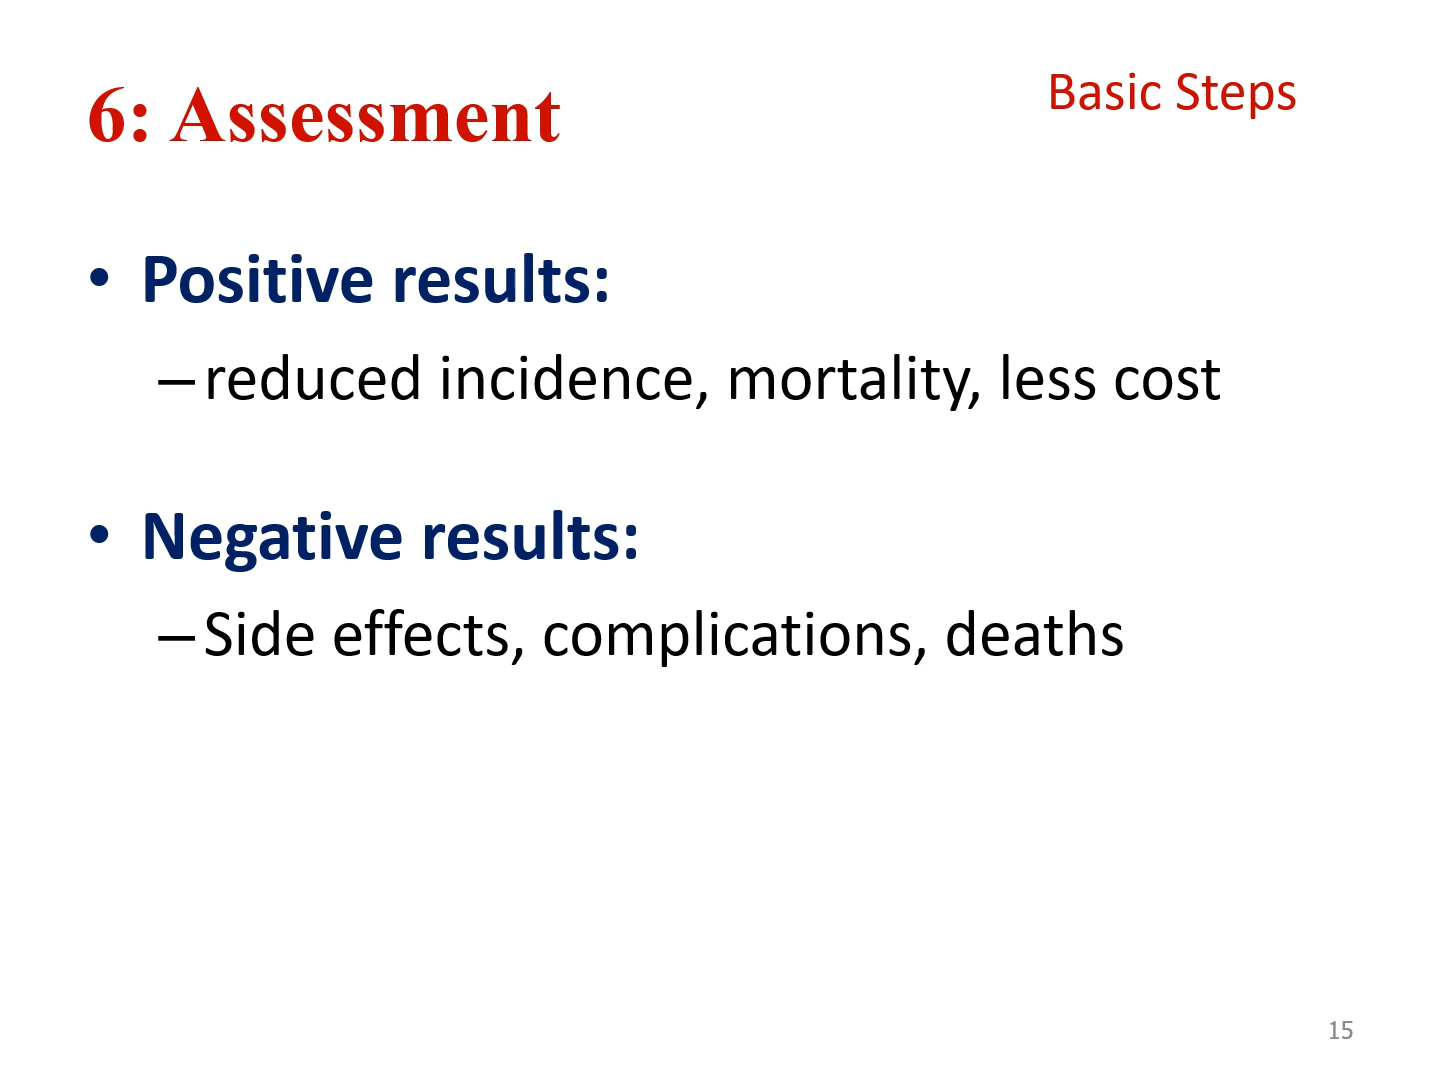 6: Assessment
Basic Steps
• Positive results:
– reduced incidence, mortality, less cost
• Negative results:
– Side effects, complications, deaths
15